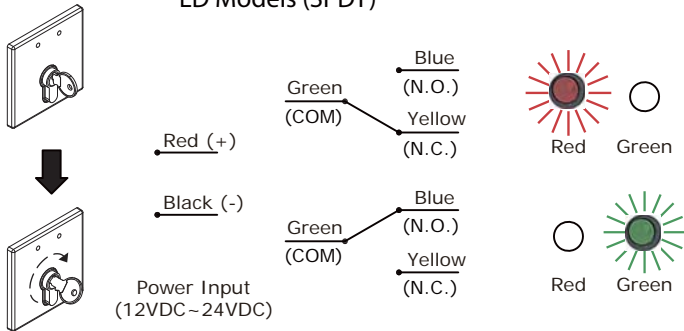 Blue
Green
(N.O.)
(COM)
Yellow
(N.C.)
Red (+)
Red Green
Black (-)
Blue
Green
(N.O.)
(COM)
Yellow
(N.C.)
Red Green
Power Input
(12VDC~24VDC)